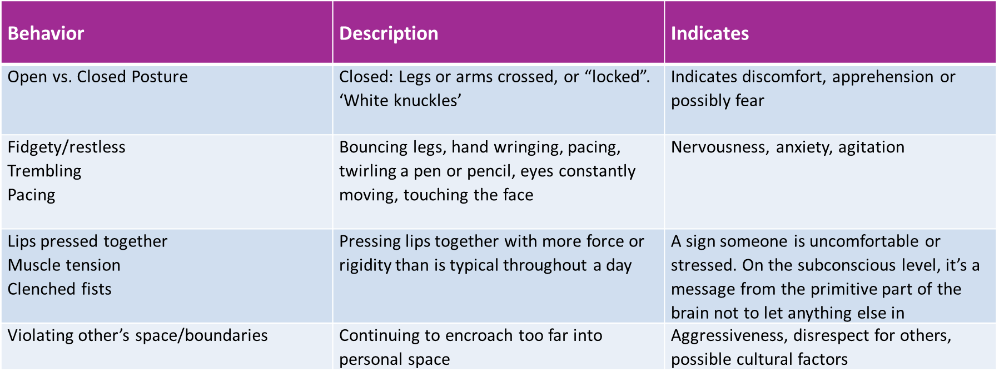 Behavior
Description
Indicates
Open vs. Closed Posture
Closed: Legs or arms crossed, or “locked”.
‘White knuckles’
Indicates discomfort, apprehension or
possibly fear
Fidgety/restless
Trembling
Pacing
Bouncing legs, hand wringing, pacing,
twirling a pen or pencil, eyes constantly
moving, touching the face
Nervousness, anxiety, agitation
Lips pressed together
Muscle tension
Clenched fists
Pressing lips together with more force or
rigidity than is typical throughout a day
A sign someone is uncomfortable or
stressed. On the subconscious level, it’s a
message from the primitive part of the
brain not to let anything else in
Violating other’s space/boundaries
Continuing to encroach too far into
personal space
Aggressiveness, disrespect for others,
possible cultural factors